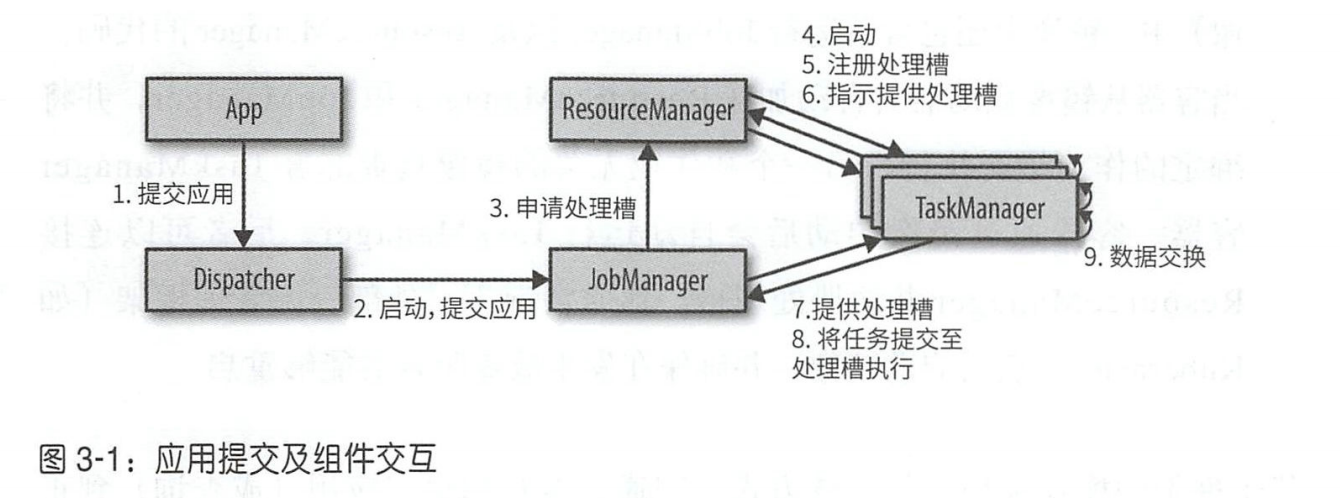 4. 启动
5. 注册处理槽
6. 指示提供处理槽
App
ResourceManager
1. 提交应用
3. 申请处理槽
TaskManager
9. 数据交换
Dispatcher
JobManager
2. 启动，提交应用
7.提供处理槽
8. 将任务提交至
处理槽执行
图 3-1：应用提交及组件交互